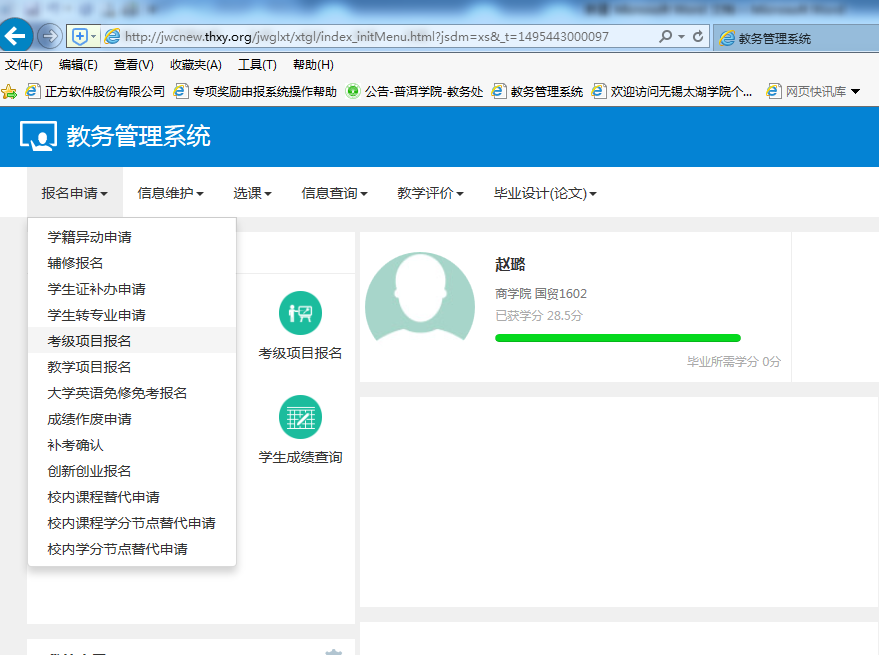 http://jwcnew.thxy.org/jwglxt/xtgl/index_initMenu.html?jsdm=xs&_t=1495443000097
教务管理系统
文件(F) 编辑(E) 查看(V) 收藏夹(A) 工具(T) 帮助(H)
正方软件股份有限公司 专项奖励申报系统操作帮助 公告-普洱学院-教务处 教务管理系统 欢迎访问无锡太湖学院个... 网页快讯库
教务管理系统
报名申请 信息维护 选课 信息查询 教学评价 毕业设计(论文)
学籍异动申请
辅修报名
学生证补办申请
学生转专业申请
考级项目报名
教学项目报名
大学英语免修免考报名
成绩作废申请
补考确认
创新创业报名
校内课程替代申请
校内课程学分节点替代申请
校内学分节点替代申请
考级项目报名
学生成绩查询
赵璐
商学院 国贸1602
已获学分 28.5分
毕业所需学分 0分